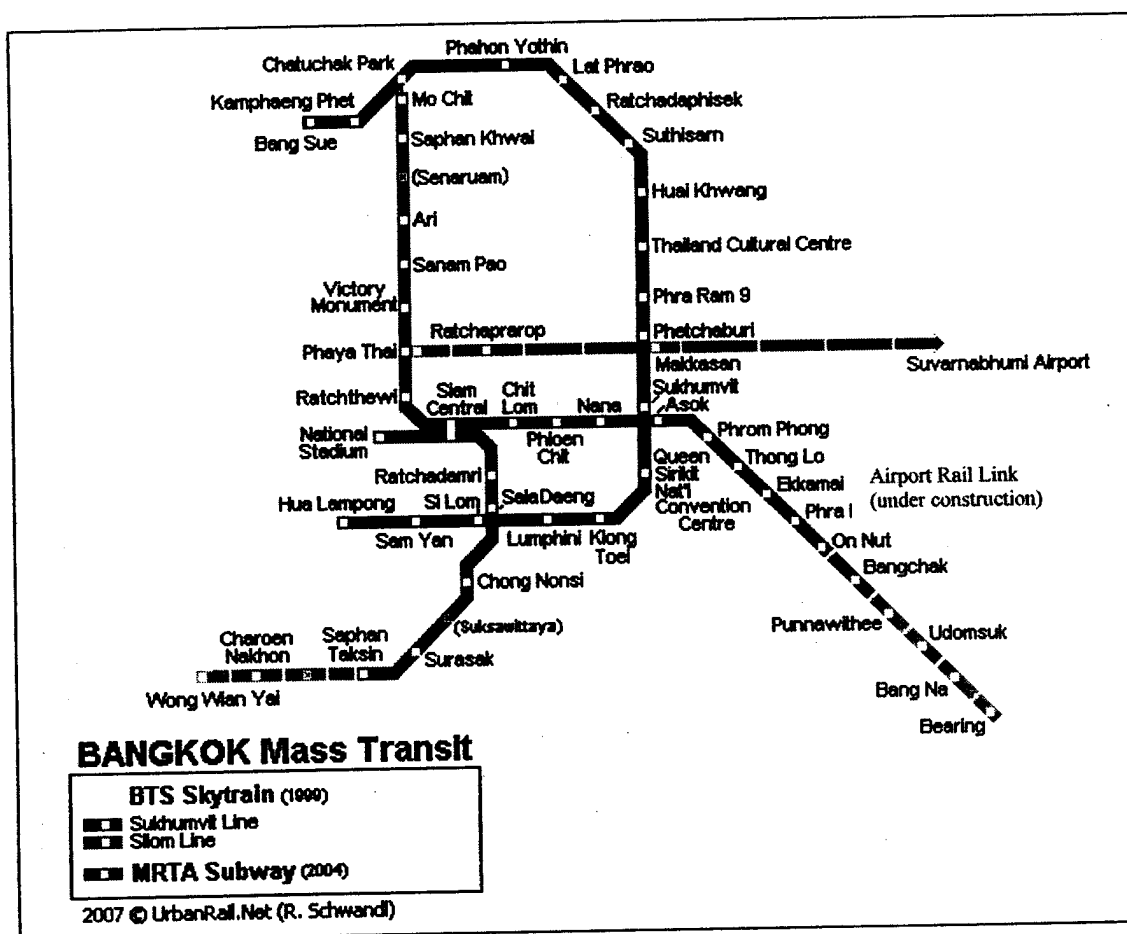 Phahon Yothin
Chatuchak Park
Lat Phrao
Kamphaeng Phet
Mo Chit
Ratchadaphisek
Bang Sue
Saphan Khwai
Suthisarn
(Senaruam)
Huai Khwang
Ari
Thailand Cultural Centre
Sanam Pao
Victory
Monument
Phra Ram 9
Ratchaprarop
Phetchaburi
Phaya Thai
Makkasan
Suvarnabhumi Airport
Ratchthewi
Siam
Central
Chit
Lom
Nana
Sukhumvit
Asok
National
Stadium
Phloen
Chit
Phrom Phong
Ratchadamri
Queen
Sirikit
Nat'l
Convention
Centre
Thong Lo
Ekkamai
Airport Rail Link
(under construction)
Hua Lampong
Si Lom
SalaDaeng
Phra I
Sam Yan
Lumphini
Klong
Toei
On Nut
Bangchak
Chong Nonsi
Punnawithee
(Suksawittaya)
Udomsuk
Charoen
Nakhon
Saphan
Taksin
Surasak
Wong Wian Yai
Bang Na
Bearing
BANGKOK Mass Transit
BTS Skytrain (1999)
Sukhumvit Line
Silom Line
MRTA Subway (2004)
2007 © UrbanRail.Net (R. Schwandl)